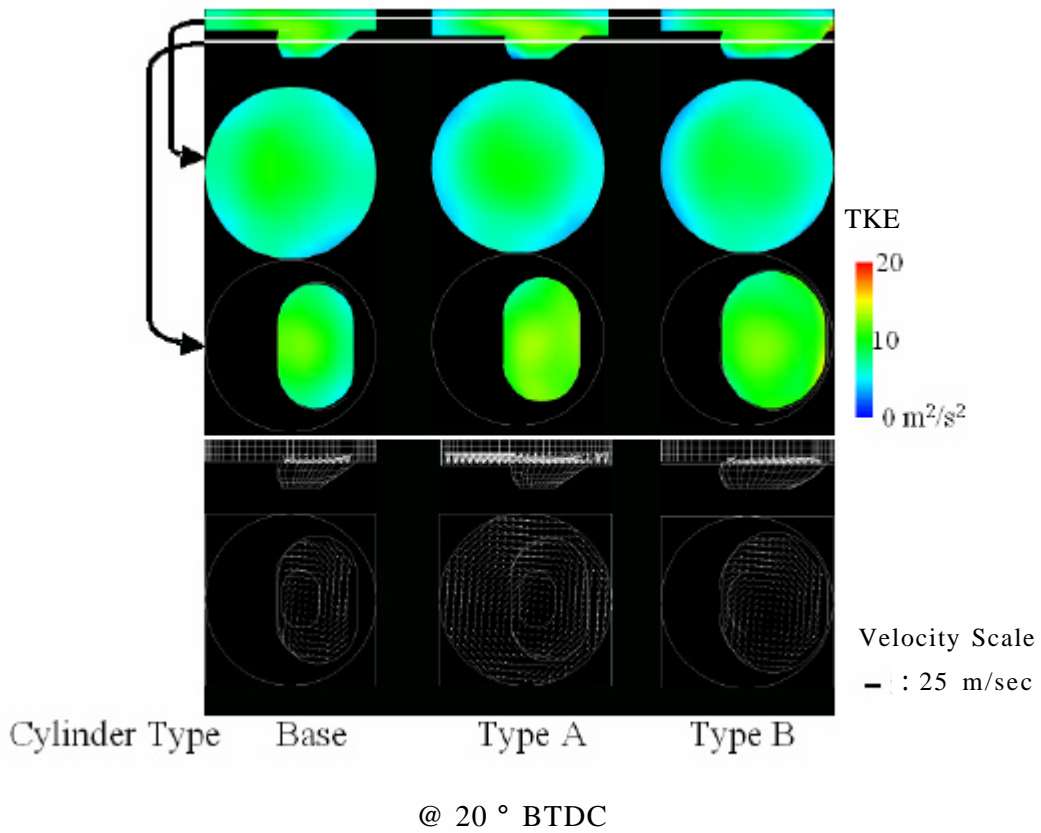 TKE
20
10
0 m²/s²
Velocity Scale
– : 25 m/sec
Cylinder Type Base Type A Type B
@ 20 ° BTDC